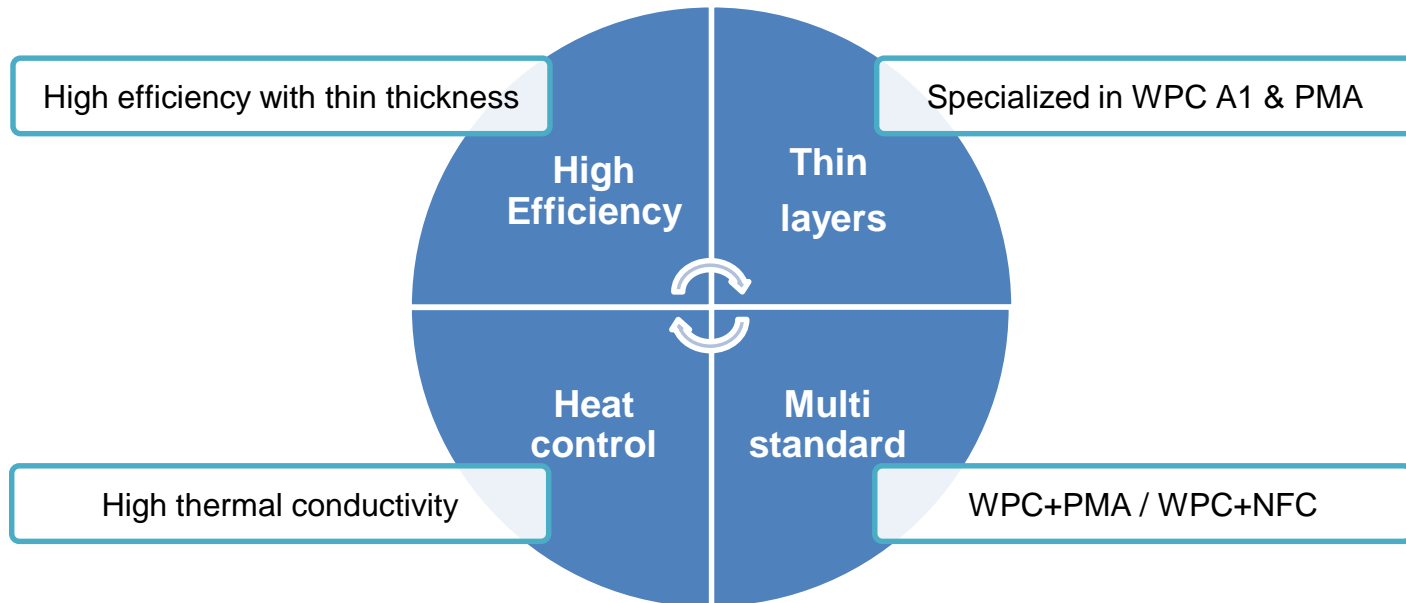 High efficiency with thin thickness
Specialized in WPC A1 & PMA
High
Efficiency
Thin
layers
Heat
control
Multi
standard
High thermal conductivity
WPC+PMA / WPC+NFC